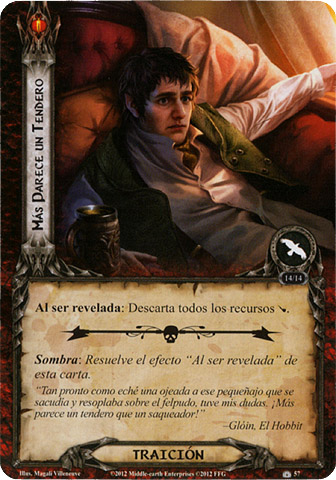 MÁS PARECE UN TENDERO
14/14
Al ser revelada: Descarta todos los recursos.
Sombra: Resuelve el efecto “Al ser revelada” de
esta carta.
“Tan pronto como eché una ojeada a ese pequeñajo que se
sacudía y resoplaba sobre el felpudo, tuve mis dudas. ¡Más
parece un tendero que un saqueador!”
—Glóin, El Hobbit
TRAICIÓN
Illus. Magali Villeneuve ©2012 Middle-earth Enterprises ©2012 FFG 57